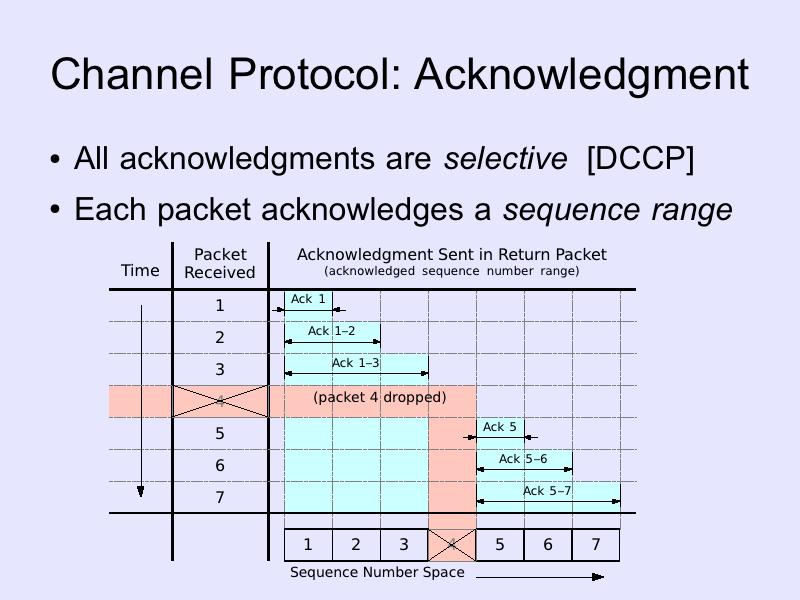 Channel Protocol: Acknowledgment
• All acknowledgments are selective [DCCP]
• Each packet acknowledges a sequence range
Time
Packet
Received
Acknowledgment Sent in Return Packet
(acknowledged sequence number range)
1
Ack 1
2
Ack 1–2
3
Ack 1–3
4
(packet 4 dropped)
5
Ack 5
6
Ack 5–6
7
Ack 5–7
1 2 3 4 5 6 7
Sequence Number Space